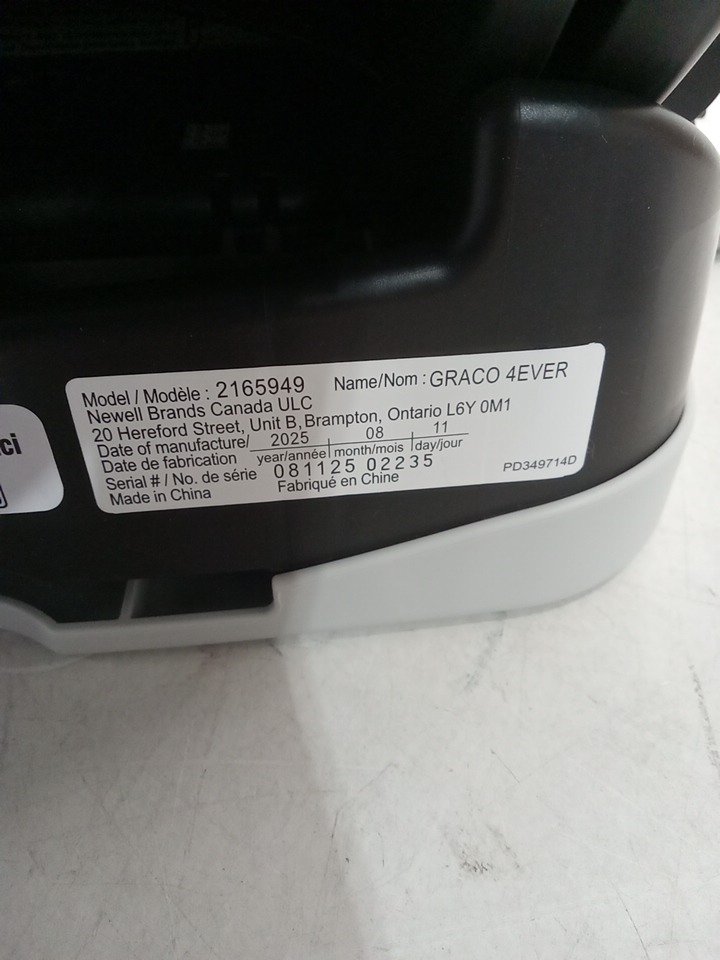 Model / Modèle : 2165949 Name/Nom : GRACO 4EVER
Newell Brands Canada ULC
20 Hereford Street, Unit B, Brampton, Ontario L6Y 0M1
Date of manufacture/ 2025 08 11
Date de fabrication year/année month/mois day/jour
Serial # / No. de série 081125 02235
Made in China Fabriqué en Chine PD349714D
ci